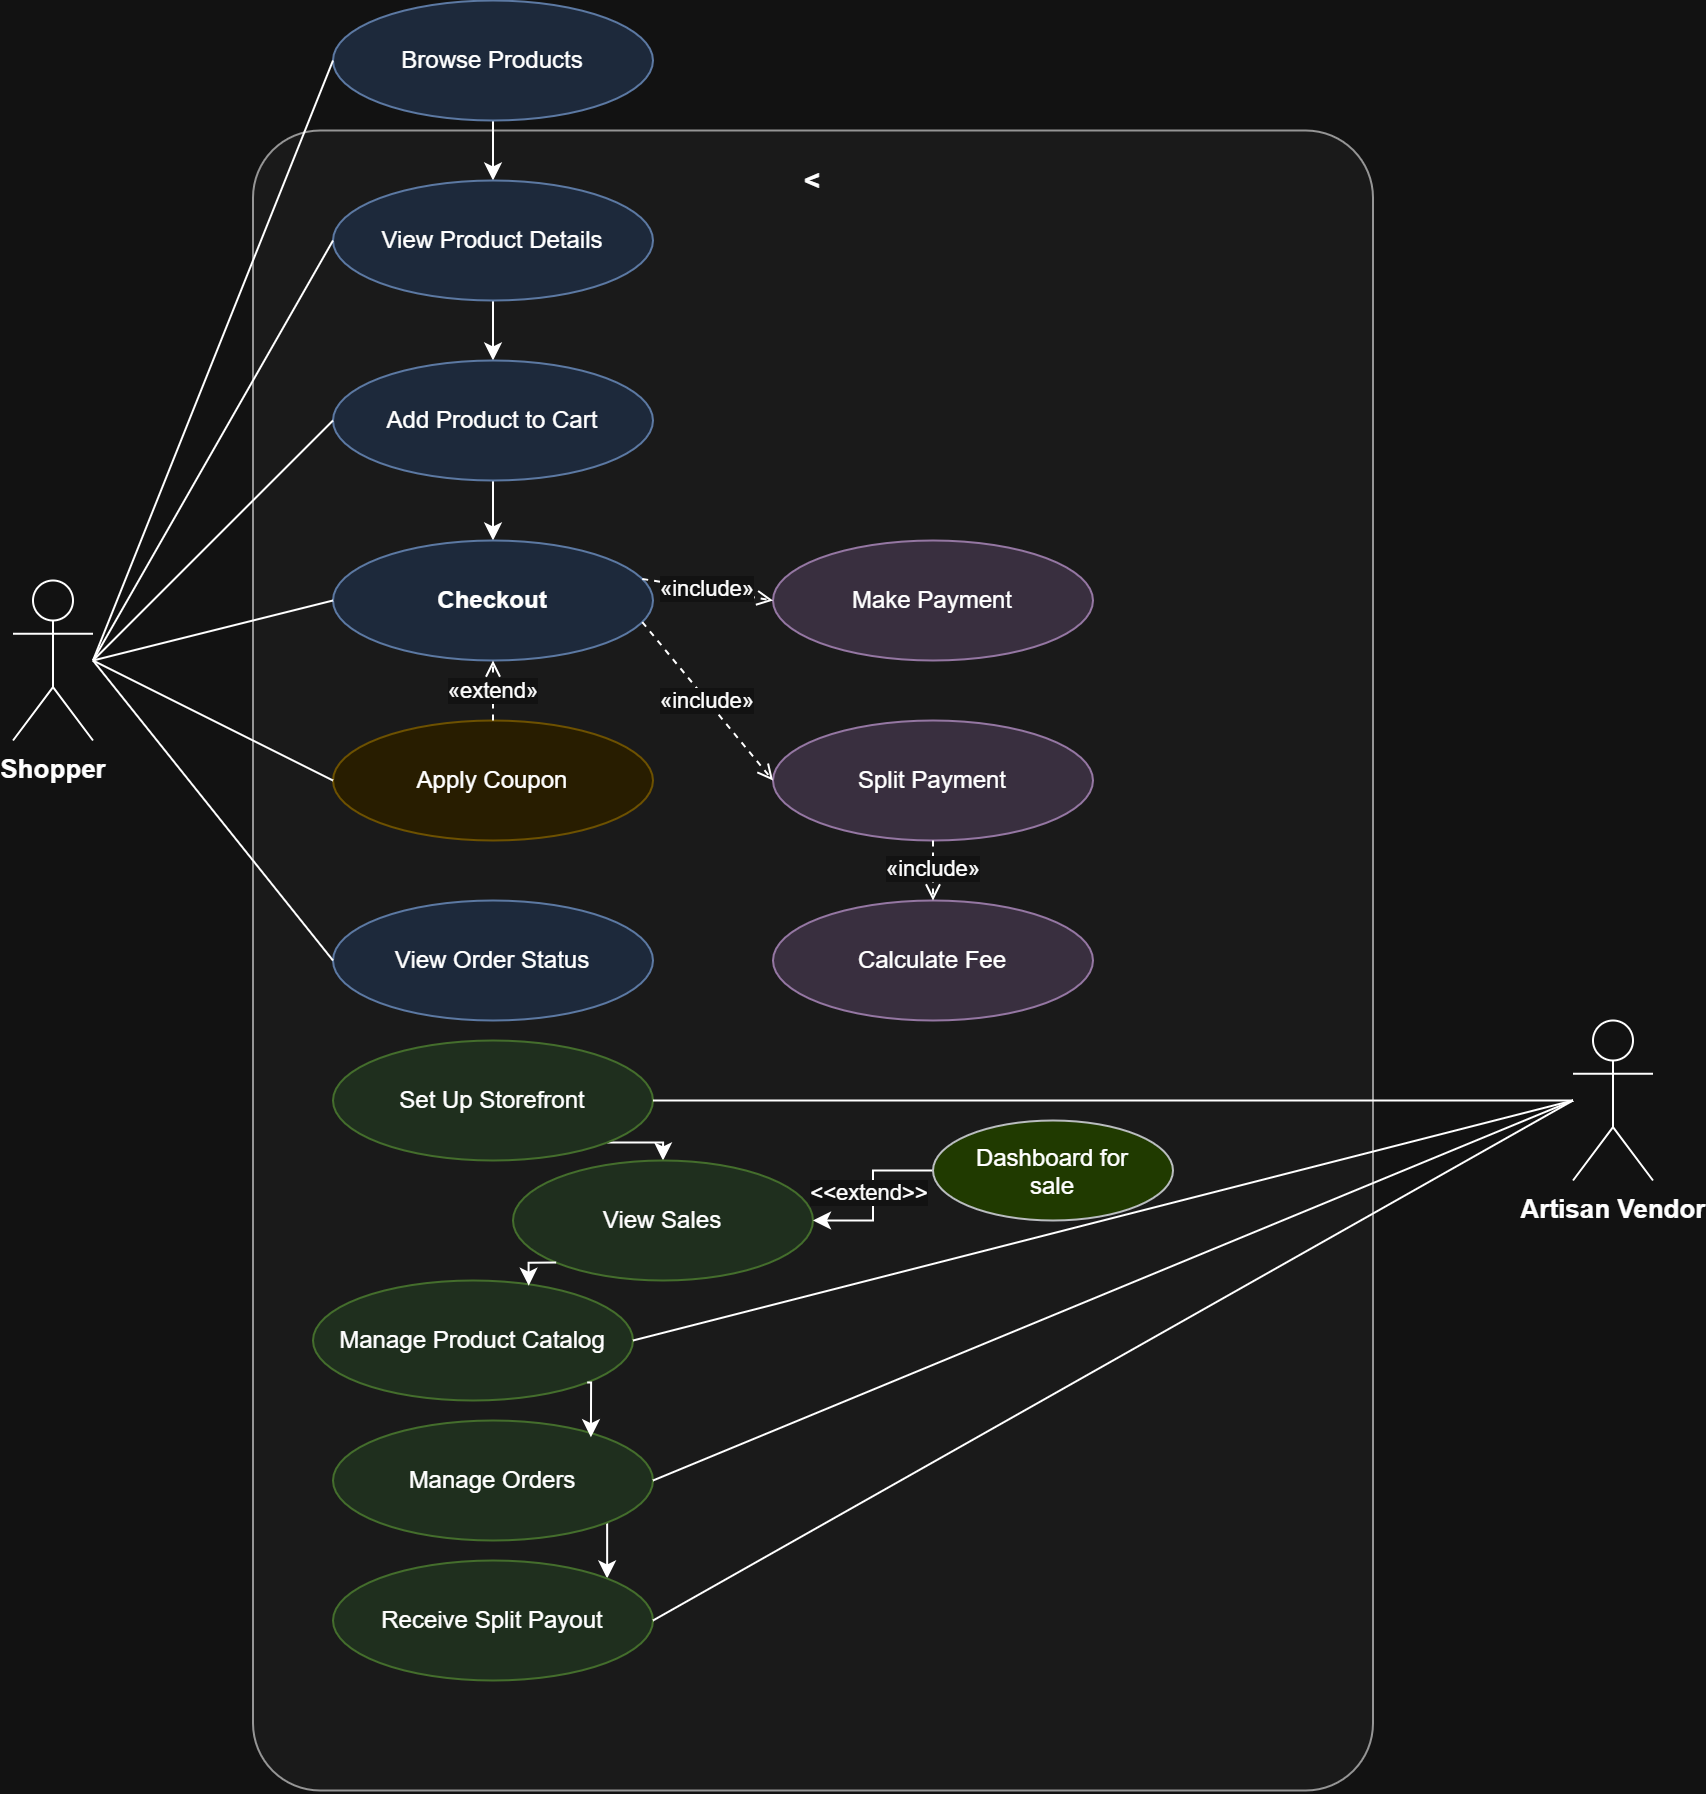 Browse Products
<
View Product Details
Add Product to Cart
Checkout
«include»
Make Payment
«extend»
«include»
Shopper
Apply Coupon
Split Payment
«include»
View Order Status
Calculate Fee
Set Up Storefront
Dashboard for
sale
<<extend>>
Artisan Vendor
View Sales
Manage Product Catalog
Manage Orders
Receive Split Payout